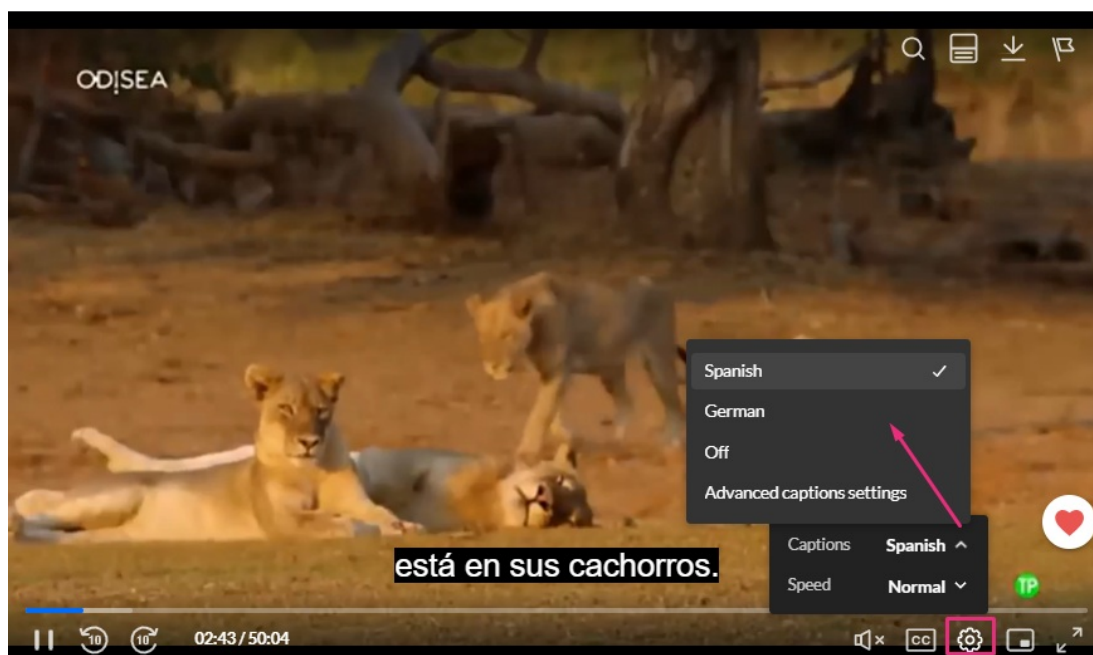 ODISEA
Spanish
German
Off
Advanced captions settings
Captions Spanish
Speed Normal
está en sus cachorros.
TP
10 10 02:43 / 50:04 CC